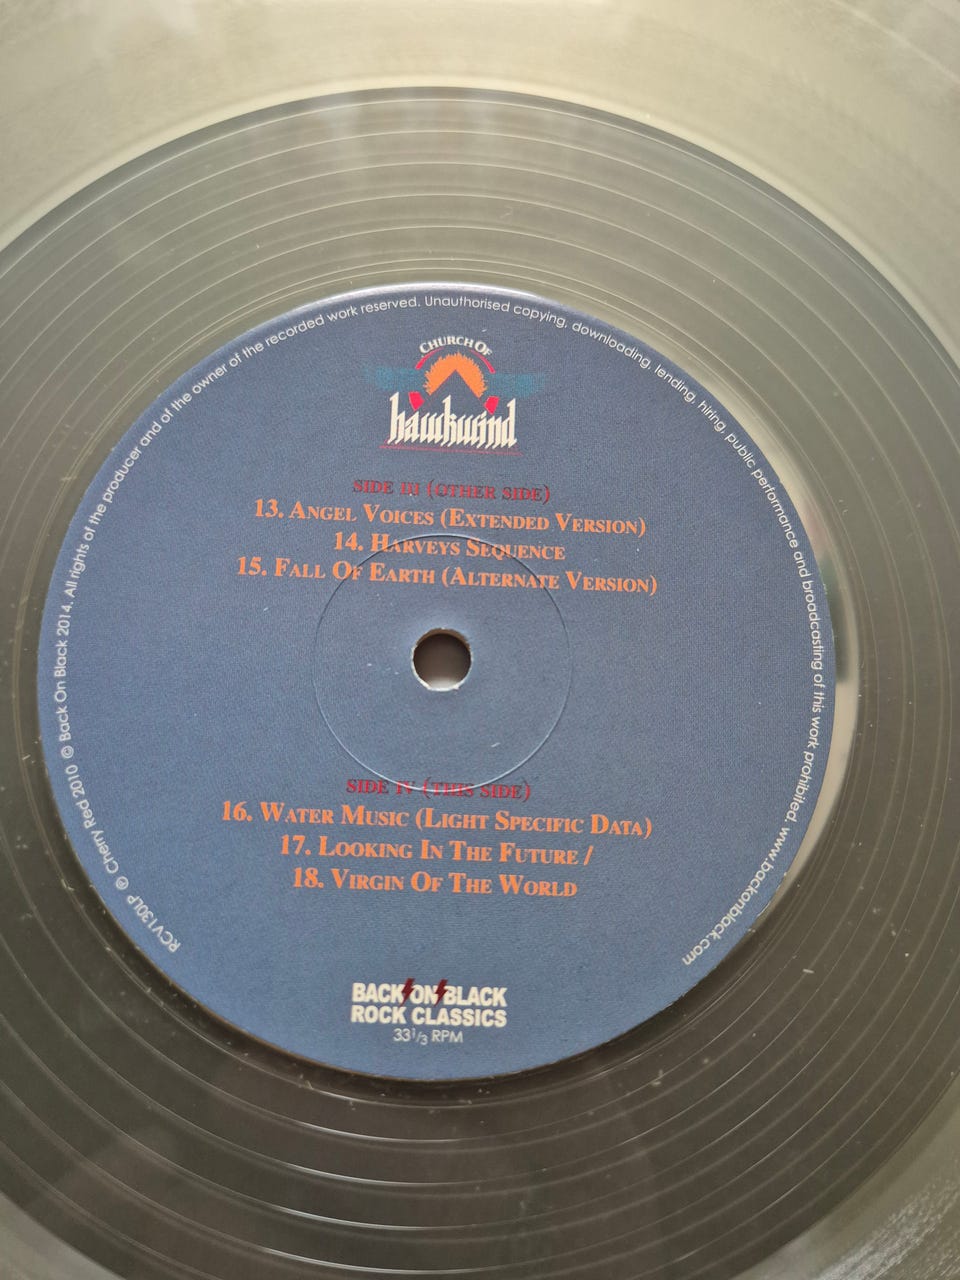 CHURCH OF
hawkwind
SIDE III (OTHER SIDE)
13. ANGEL VOICES (EXTENDED VERSION)
14. HARVEYS SEQUENCE
15. FALL OF EARTH (ALTERNATE VERSION)
SIDE IV (THIS SIDE)
16. WATER MUSIC (LIGHT SPECIFIC DATA)
17. LOOKING IN THE FUTURE /
18. VIRGIN OF THE WORLD
BACK ON BLACK
ROCK CLASSICS
33 1/3 RPM
RCV130LP ℗ Cherry Red 2010 © Back On Black 2014. All rights of the producer and of the owner of the recorded work reserved. Unauthorised copying, downloading, lending, hiring, public performance and broadcasting of this work prohibited. www.backonblack.com